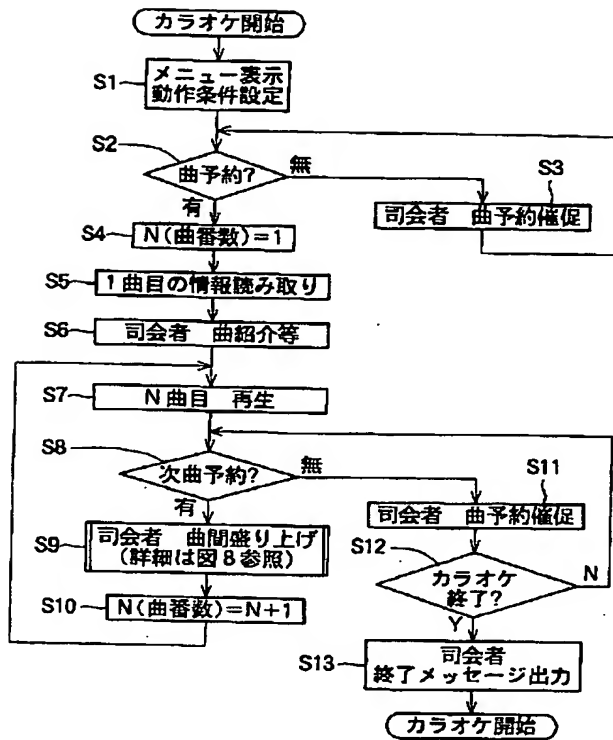 カラオケ開始
S1
メニュー表示
動作条件設定
S2
曲予約?
無
有
S3
司会者 曲予約催促
S4
N(曲番数)=1
S5
1曲目の情報読み取り
S6
司会者 曲紹介等
S7
N曲目 再生
S8
次曲予約?
無
有
S11
司会者 曲予約催促
S9
司会者 曲間盛り上げ
(詳細は図8参照)
S12
カラオケ
終了?
N
Y
S10
N(曲番数)=N+1
S13
司会者
終了メッセージ出力
カラオケ開始